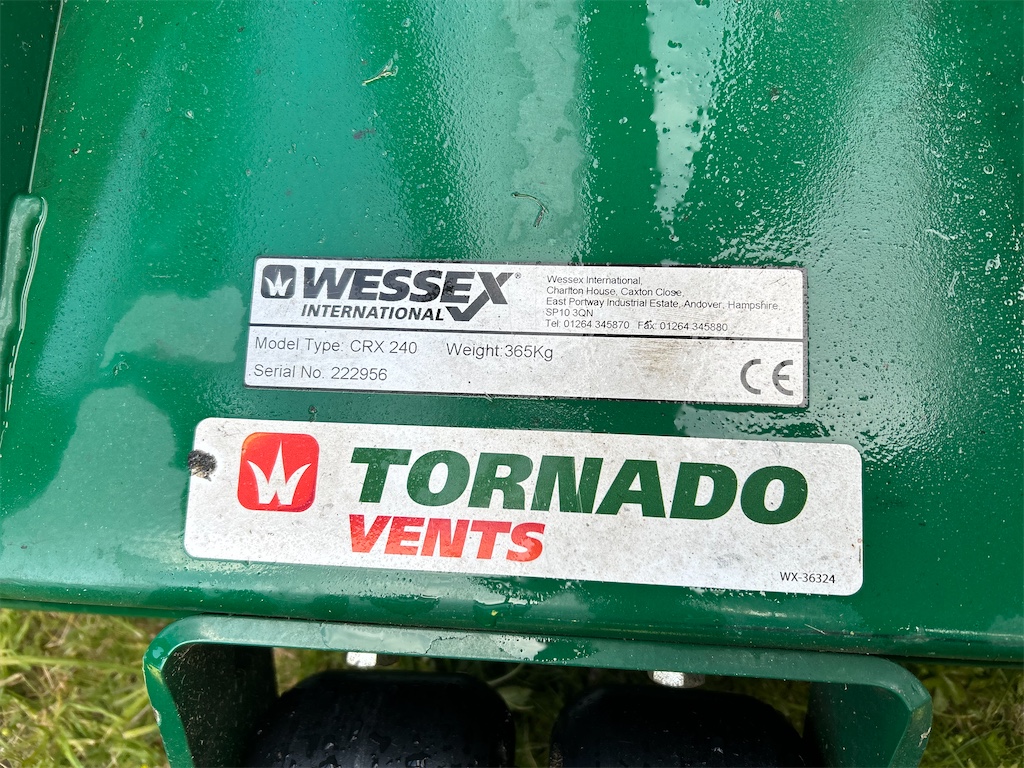 WESSEX®
INTERNATIONAL
Wessex International,
Charlton House, Caxton Close,
East Portway Industrial Estate, Andover, Hampshire,
SP10 3QN
Tel: 01264 345870 Fax: 01264 345880
Model Type: CRX 240 Weight:365Kg
Serial No. 222956
CE
W
TORNADO
VENTS
WX-36324